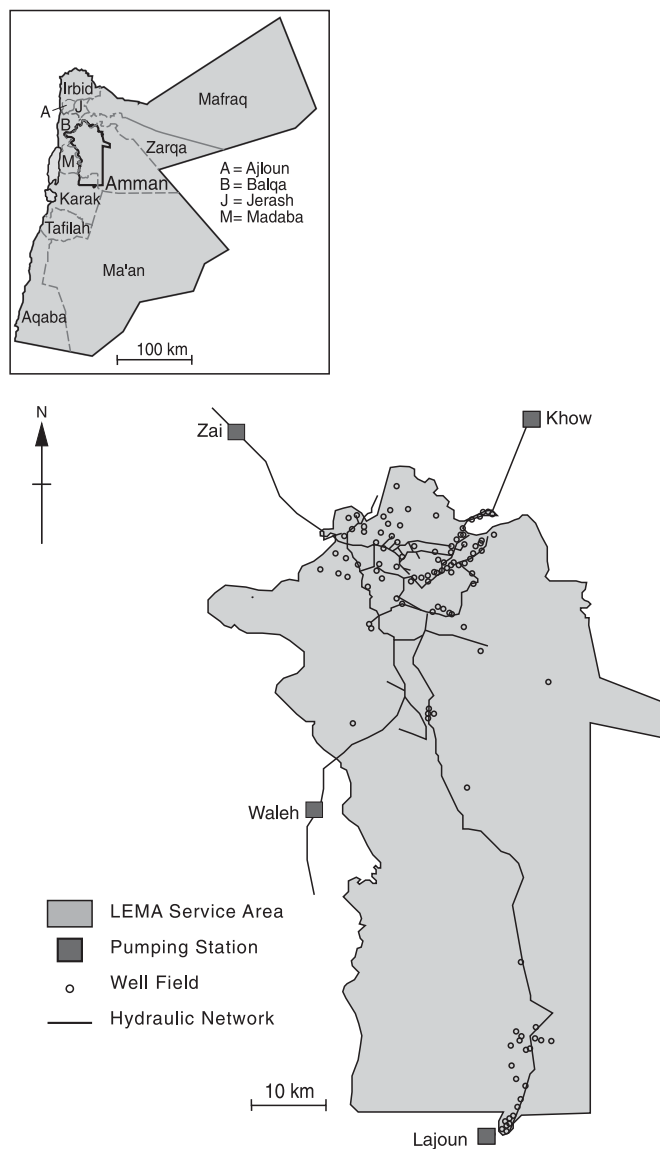 Irbid
Mafraq
A
J
B
Zarqa
M
Amman
A = Ajloun
B = Balqa
J = Jerash
M= Madaba
Karak
Tafilah
Ma'an
Aqaba
100 km
N
Zai
Khow
Waleh
LEMA Service Area
Pumping Station
Well Field
Hydraulic Network
10 km
Lajoun